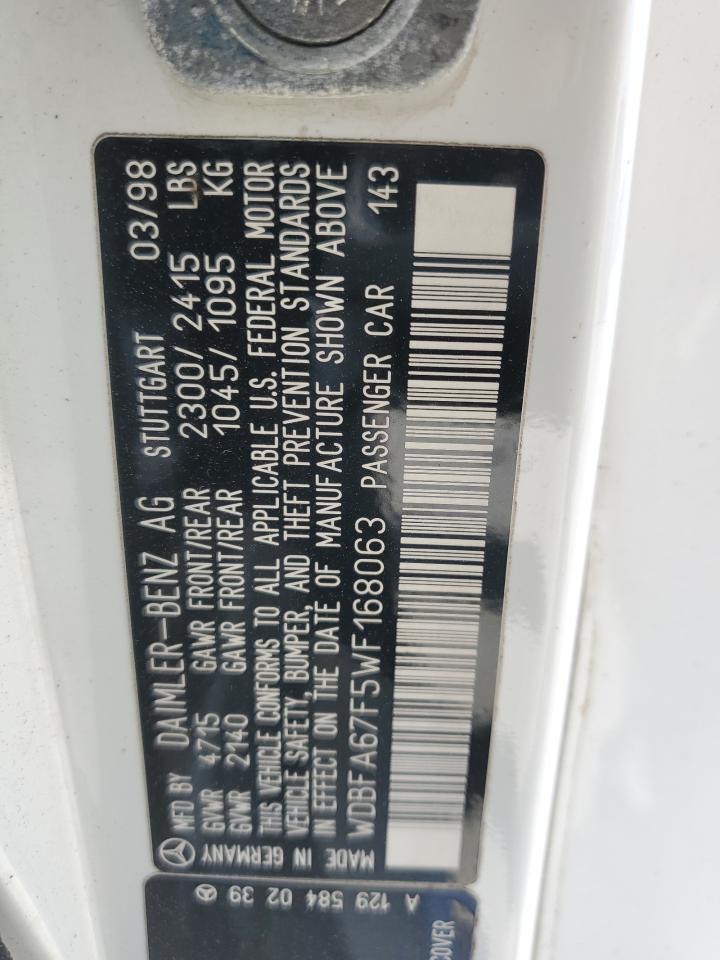 MFD BY DAIMLER-BENZ AG STUTTGART 03/98
GVWR 4715 GAWR FRONT/REAR 2300/2415 LBS
GVWR 2140 GAWR FRONT/REAR 1045/1095 KG
THIS VEHICLE CONFORMS TO ALL APPLICABLE U.S. FEDERAL MOTOR
VEHICLE SAFETY, BUMPER, AND THEFT PREVENTION STANDARDS
IN EFFECT ON THE DATE OF MANUFACTURE SHOWN ABOVE
MADE IN GERMANY
WDBFA67F5WF168063 PASSENGER CAR 143
A 129 584 02 39
COVER